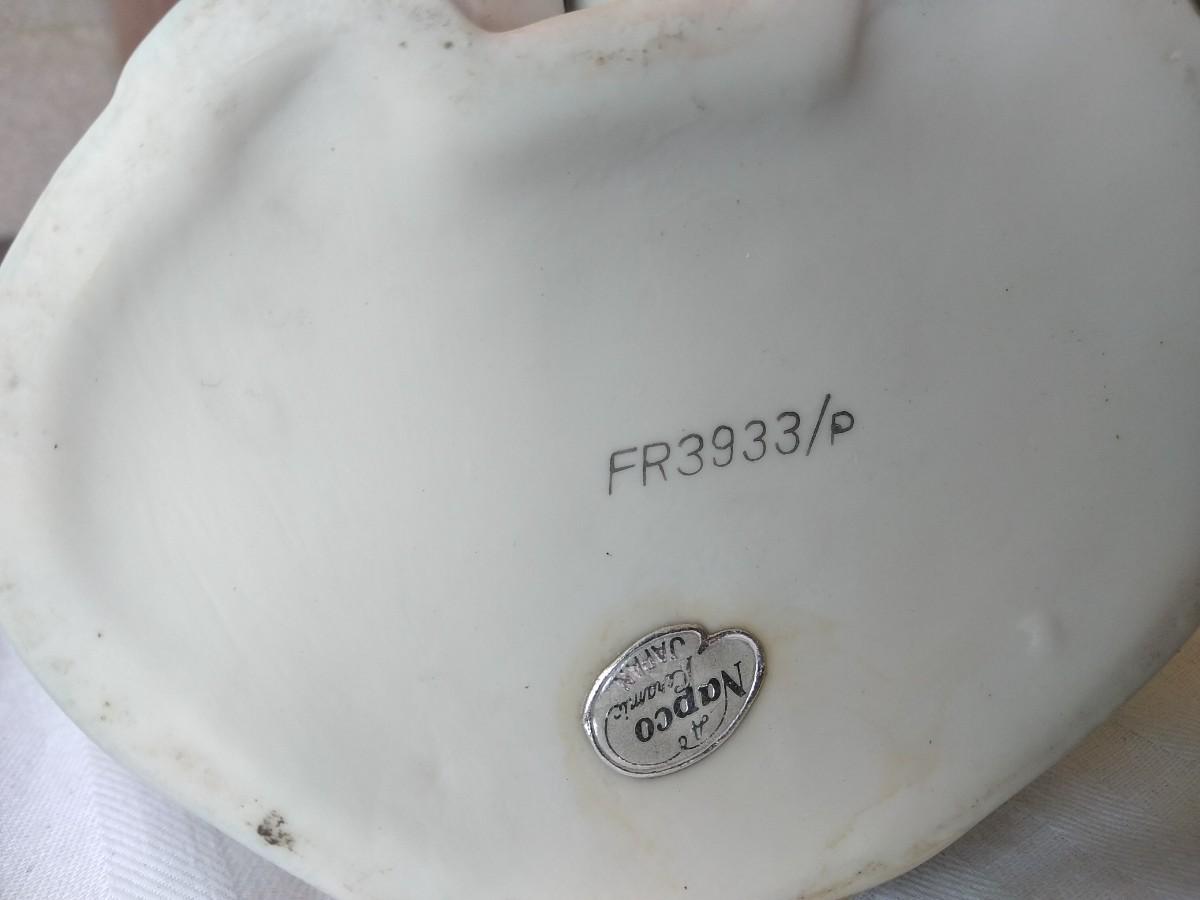 FR3933/P
A
Napco
Ceramic
JAPAN